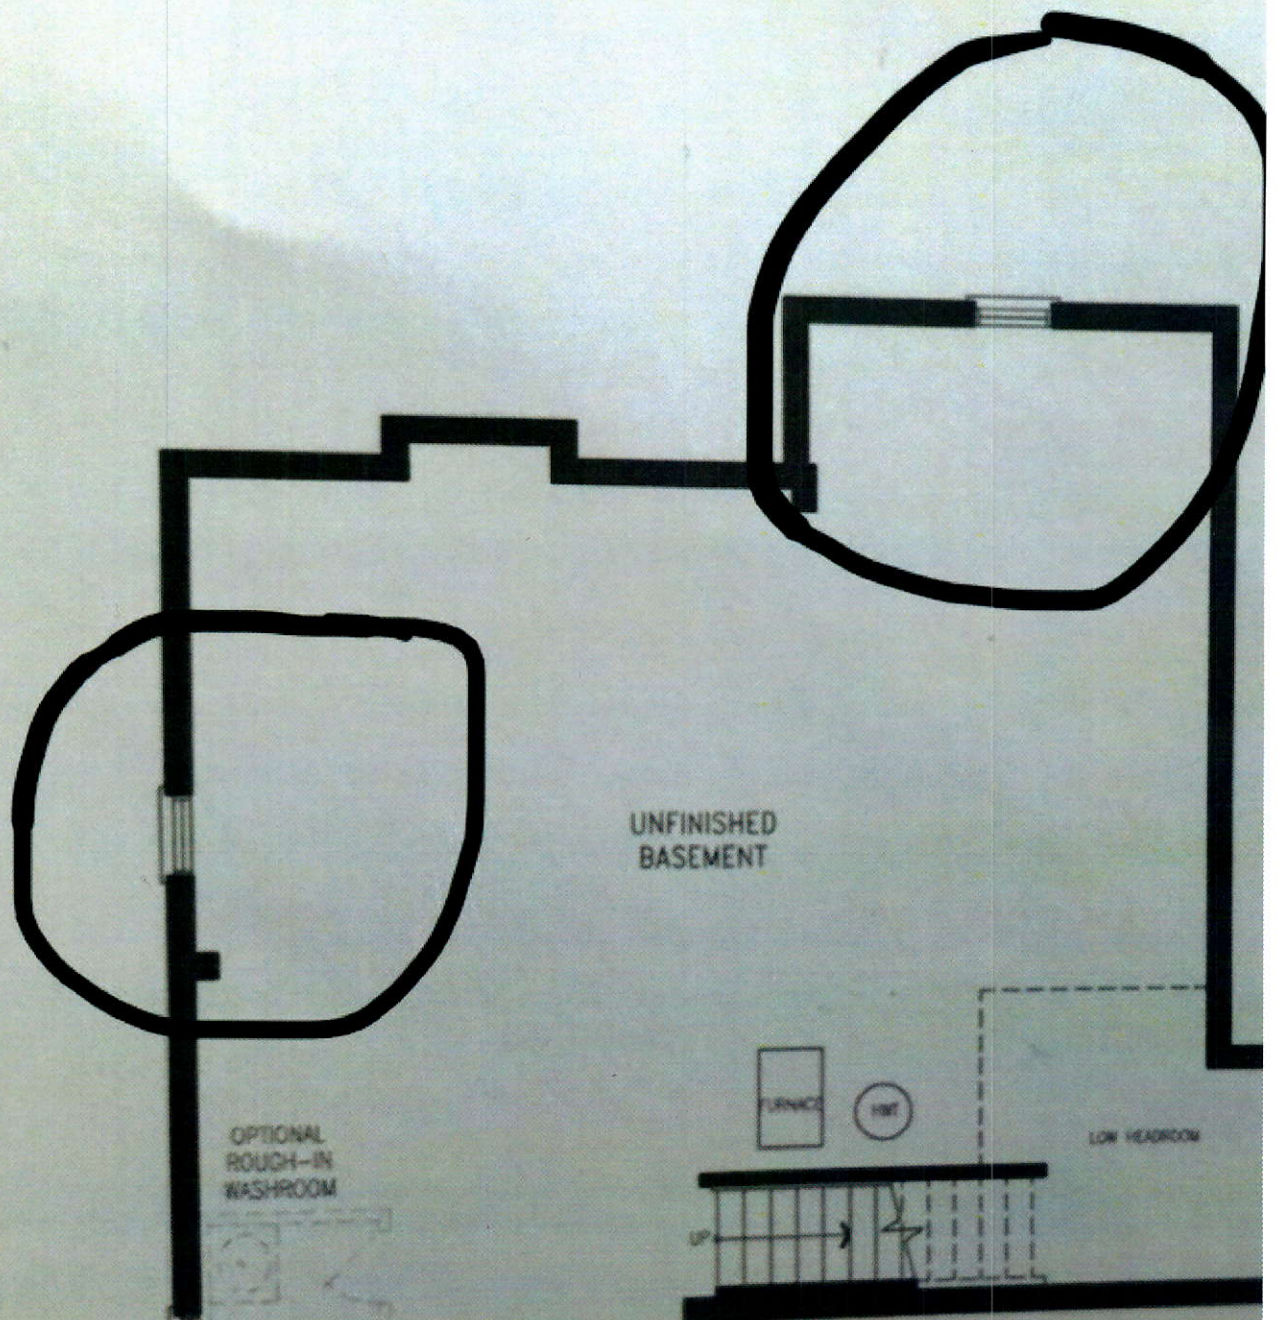 UNFINISHED
BASEMENT
FURNACE
HWT
OPTIONAL
ROUGH-IN
WASHROOM
LOW HEADROOM
UP